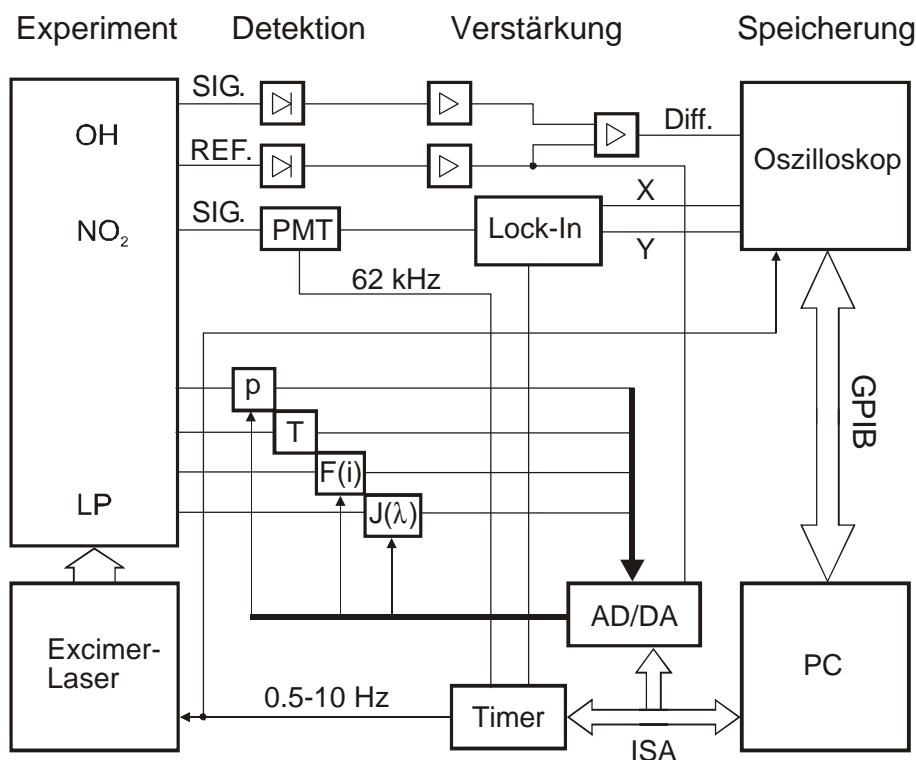 Experiment Detektion Verstärkung Speicherung
SIG.
OH
Diff.
REF.
Oszilloskop
SIG.
X
NO₂
PMT
Lock-In
Y
62 kHz
p
GPIB
T
F(i)
LP
J(λ)
AD/DA
Excimer-
Laser
PC
0.5-10 Hz
Timer
ISA